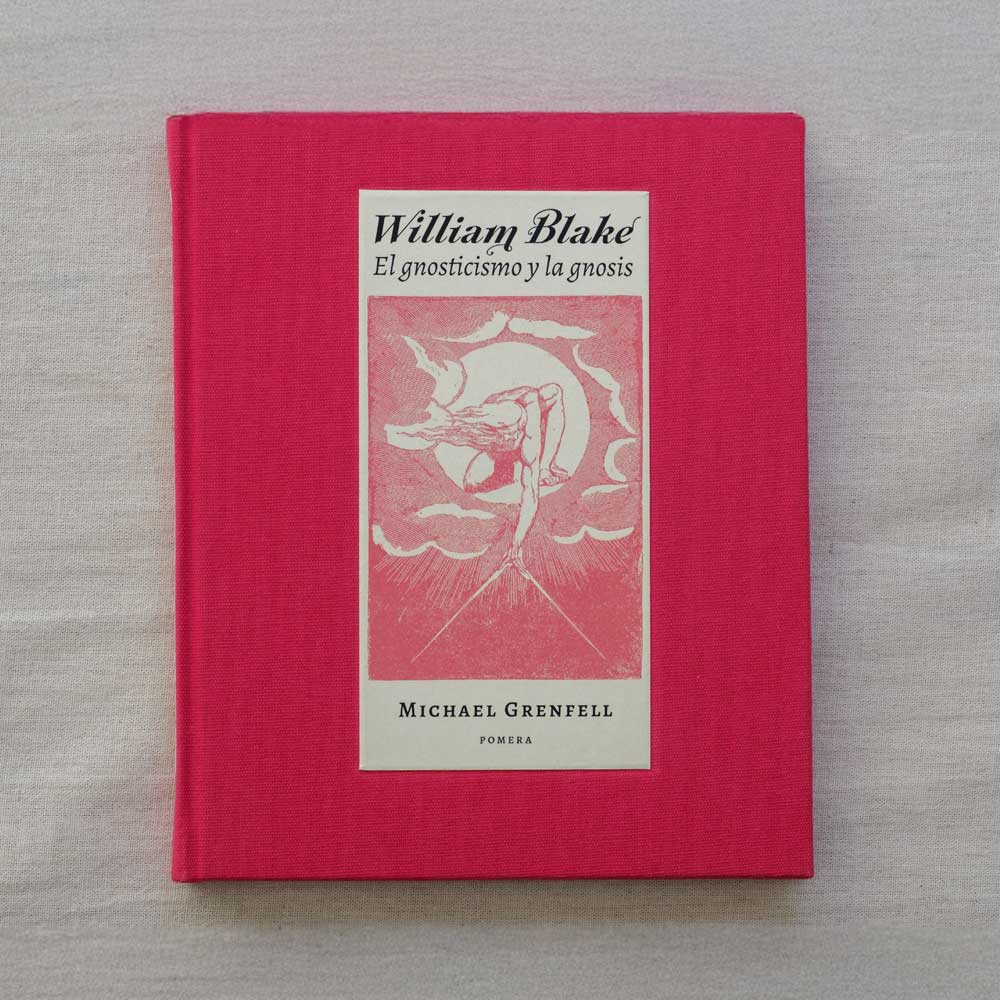 William Blake
El gnosticismo y la gnosis
MICHAEL GRENFELL
POMERA